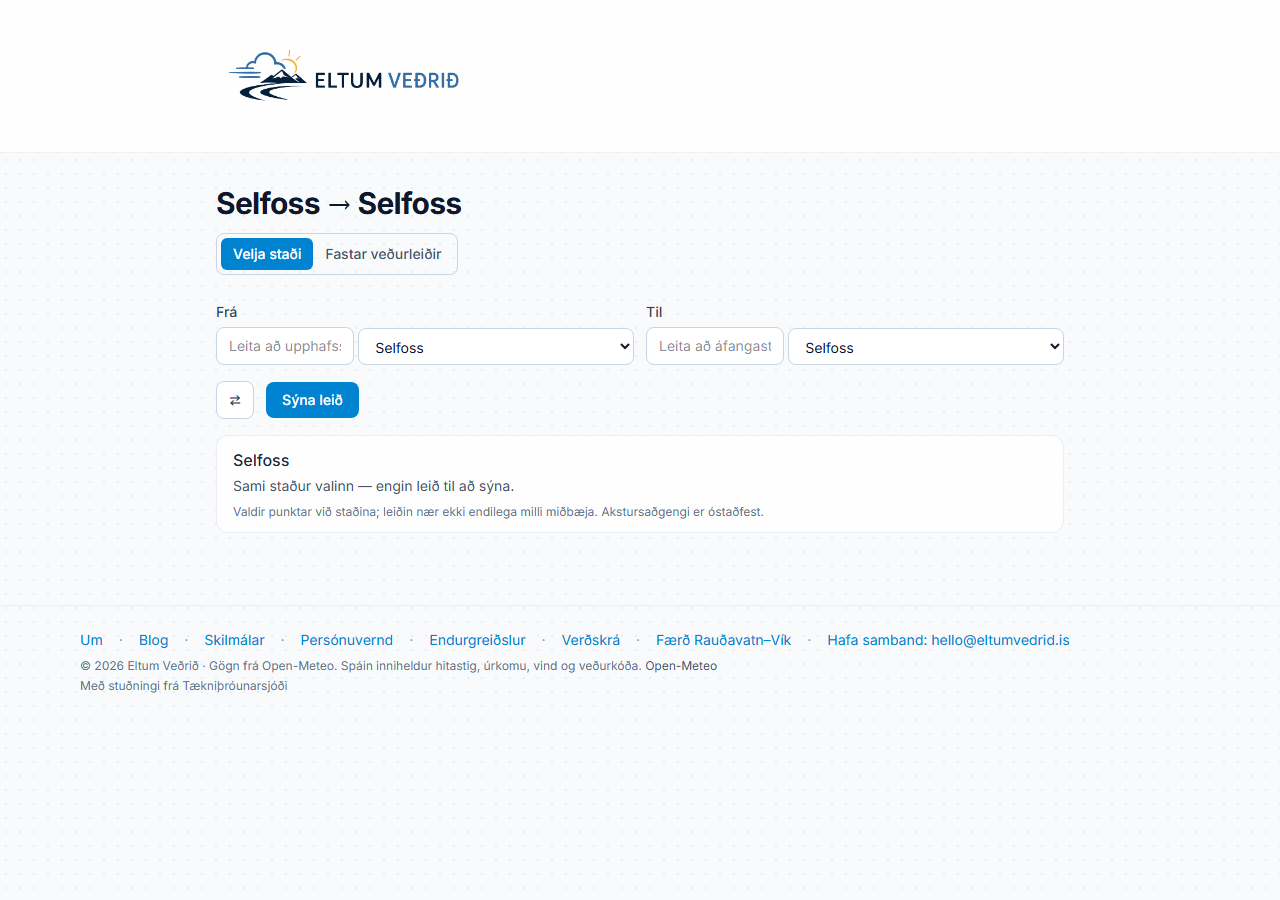 ELTUM VEÐRIÐ
Selfoss → Selfoss
Velja staði Fastar veðurleiðir
Frá Til
Leita að upphafs Selfoss Leita að áfangast Selfoss
⇄ Sýna leið
Selfoss
Sami staður valinn — engin leið til að sýna.
Valdir punktar við staðina; leiðin nær ekki endilega milli miðbæja. Akstursaðgengi er óstaðfest.
Um · Blog · Skilmálar · Persónuvernd · Endurgreiðslur · Verðskrá · Færð Rauðavatn–Vík · Hafa samband: hello@eltumvedrid.is
© 2026 Eltum Veðrið · Gögn frá Open-Meteo. Spáin inniheldur hitastig, úrkomu, vind og veðurkóða. Open-Meteo
Með stuðningi frá Tækniþróunarsjóði